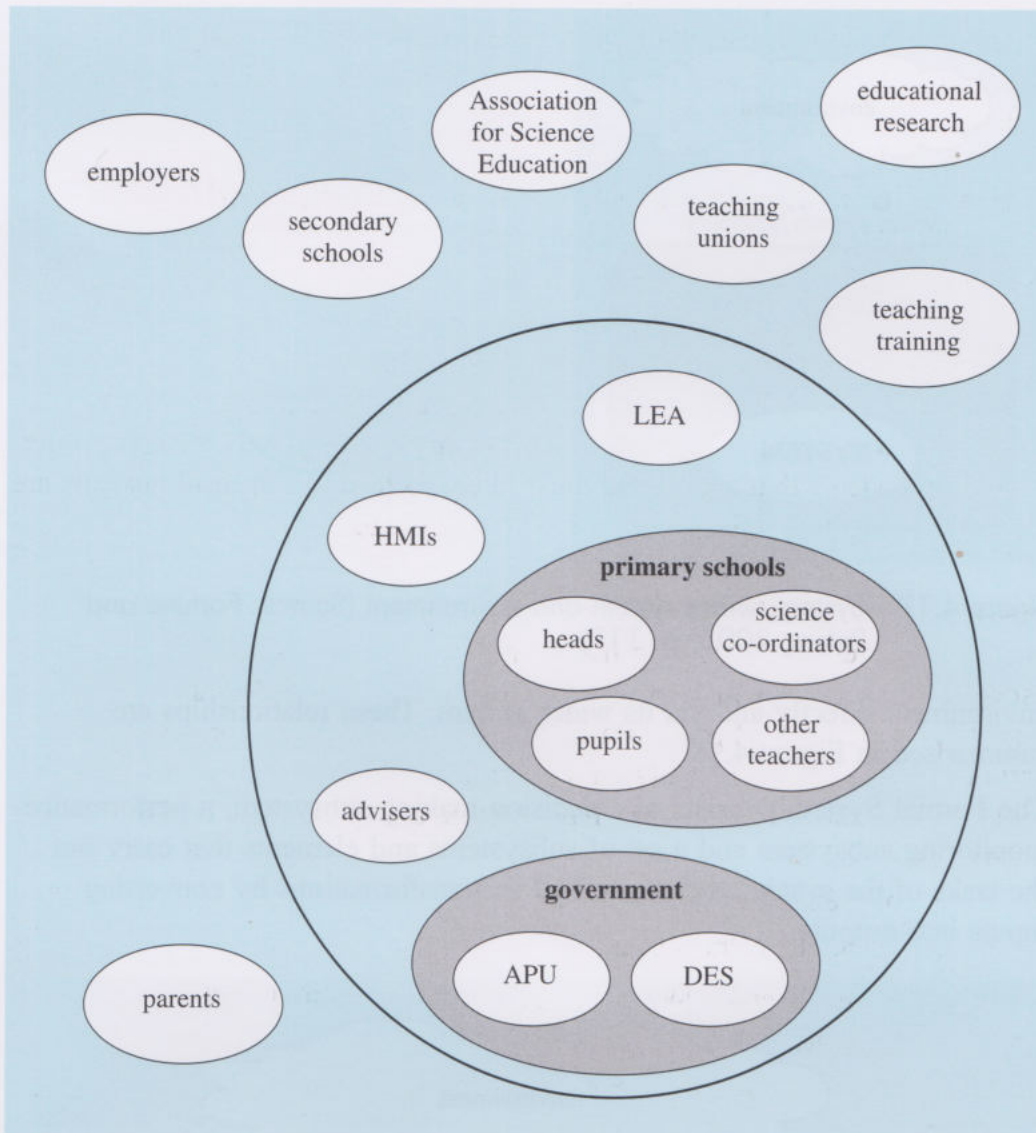 Association
for Science
Education
educational
research
employers
secondary
schools
teaching
unions
teaching
training
LEA
HMIs
primary schools
heads
science
co-ordinators
pupils
other
teachers
advisers
government
APU
DES
parents